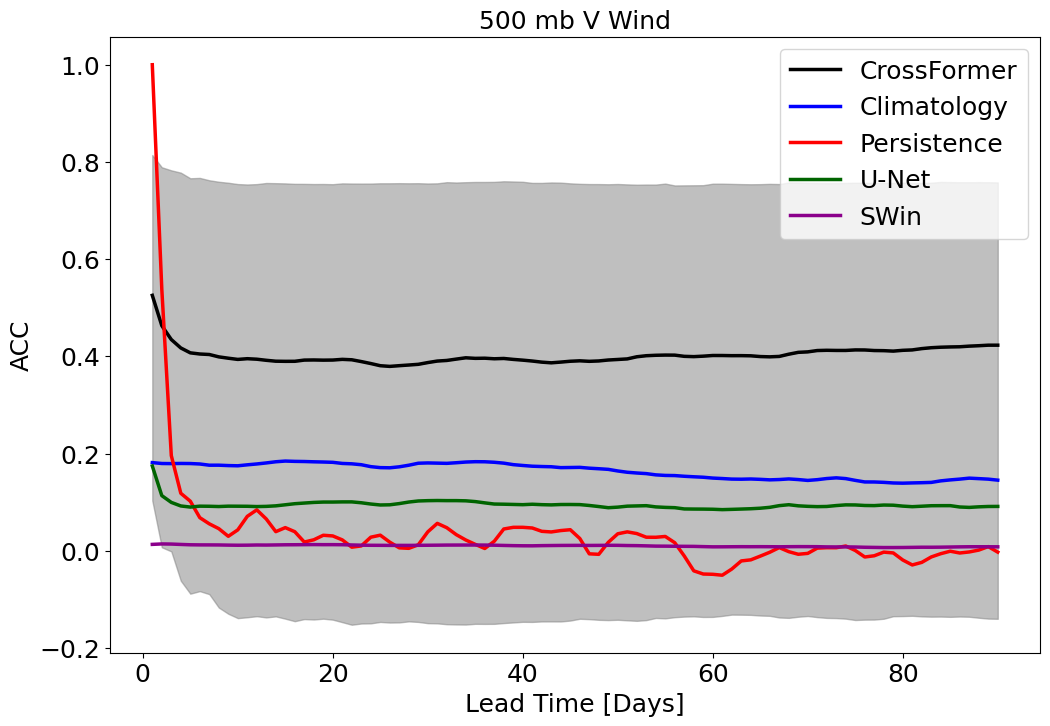 500 mb V Wind
ACC
1.0
0.8
0.6
0.4
0.2
0.0
−0.2
0
20
40
60
80
Lead Time [Days]
CrossFormer
Climatology
Persistence
U-Net
SWin